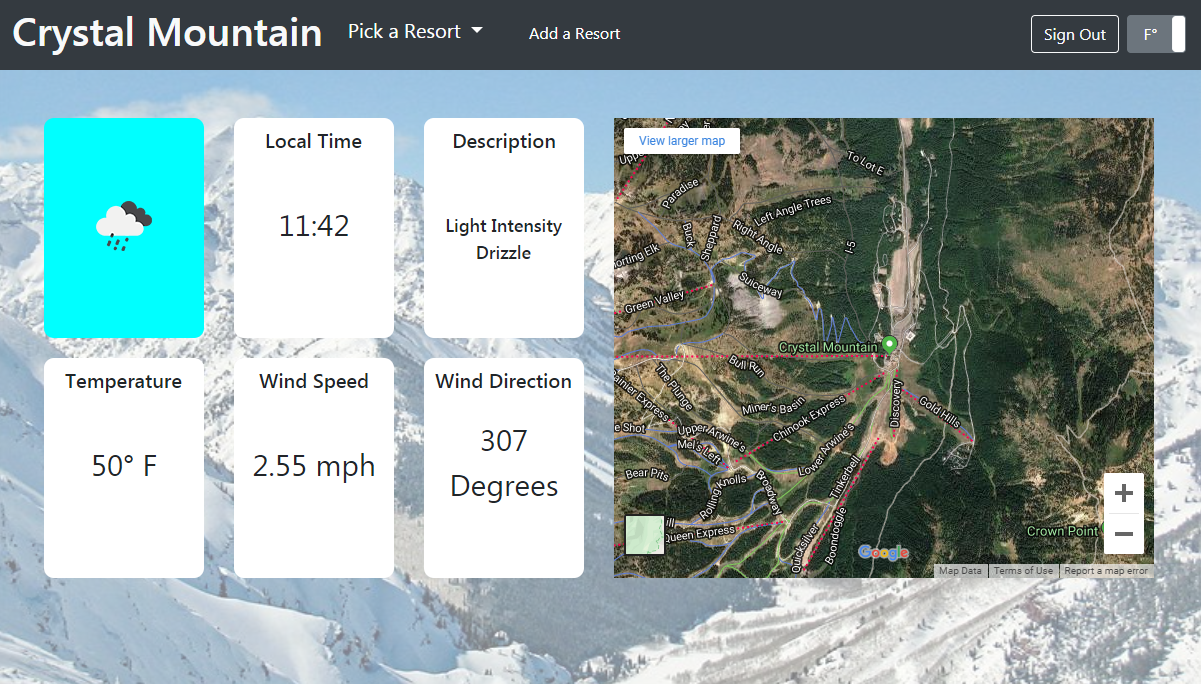 Crystal Mountain
Pick a Resort
Add a Resort
Sign Out
F°
Local Time
11:42
Description
Light Intensity
Drizzle
Temperature
50° F
Wind Speed
2.55 mph
Wind Direction
307
Degrees
View larger map
To Lot E
Paradise
Left Angle Trees
Right Angle
Buck
Sheppard
I-5
orting Elk
Suiceway
Green Valley
Crystal Mountain
Bull Run
The Plunge
ainier Express
Miner's Basin
Chinook Express
Discovery
Gold Hills
e Shot
Upper Arwine's
Mel's Left
Lower Arwine's
Bear Pits
Rolling Knolls
Broadway
Tinkerbell
ill
Queen Express
Quicksilver
Boondoggle
Crown Point
Google
Map Data
Terms of Use
Report a map error